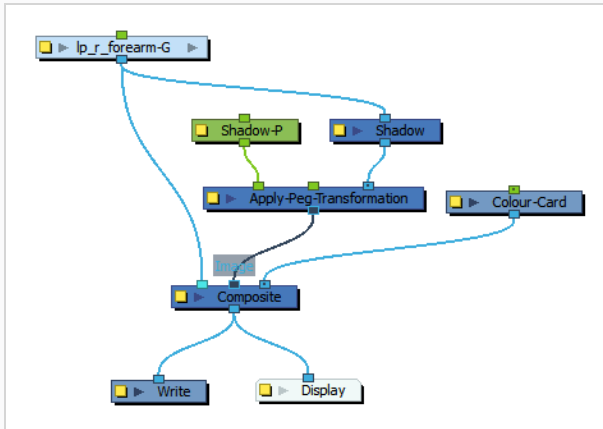 lp_r_forearm-G
Shadow-P
Shadow
Apply-Peg-Transformation
Colour-Card
Image
Composite
Write
Display